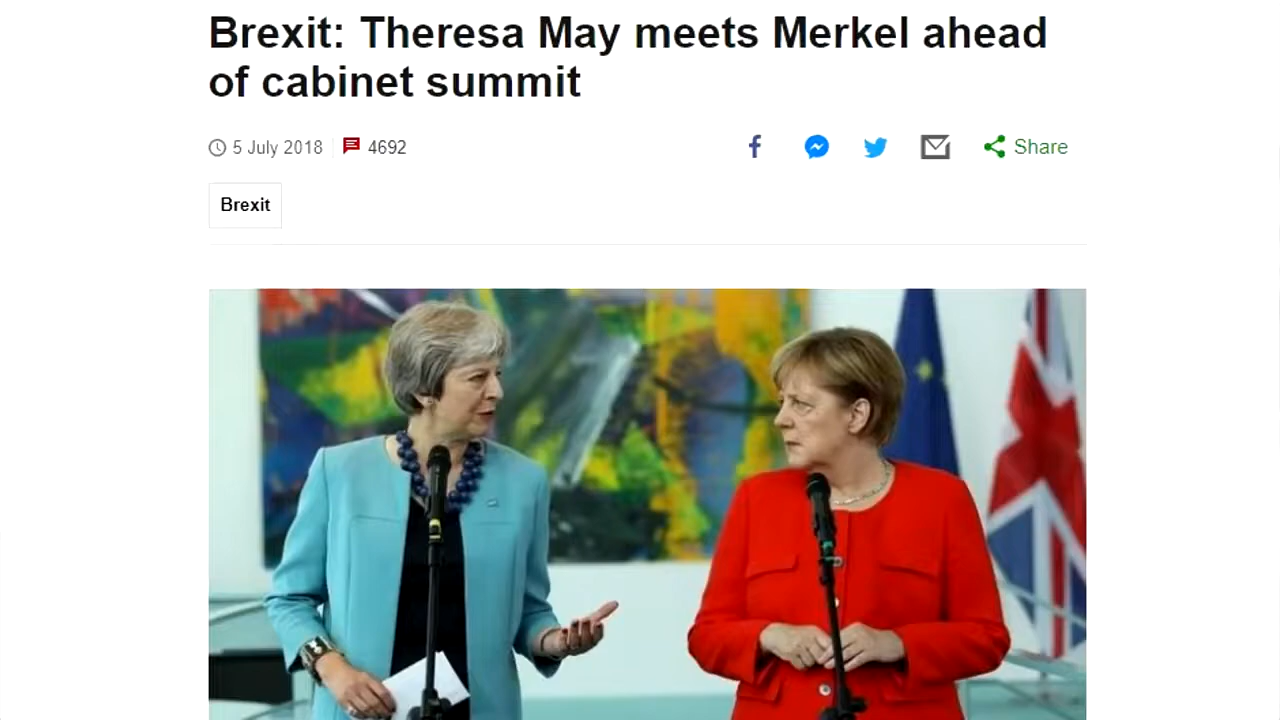 Brexit: Theresa May meets Merkel ahead
of cabinet summit
5 July 2018 4692 Share
Brexit